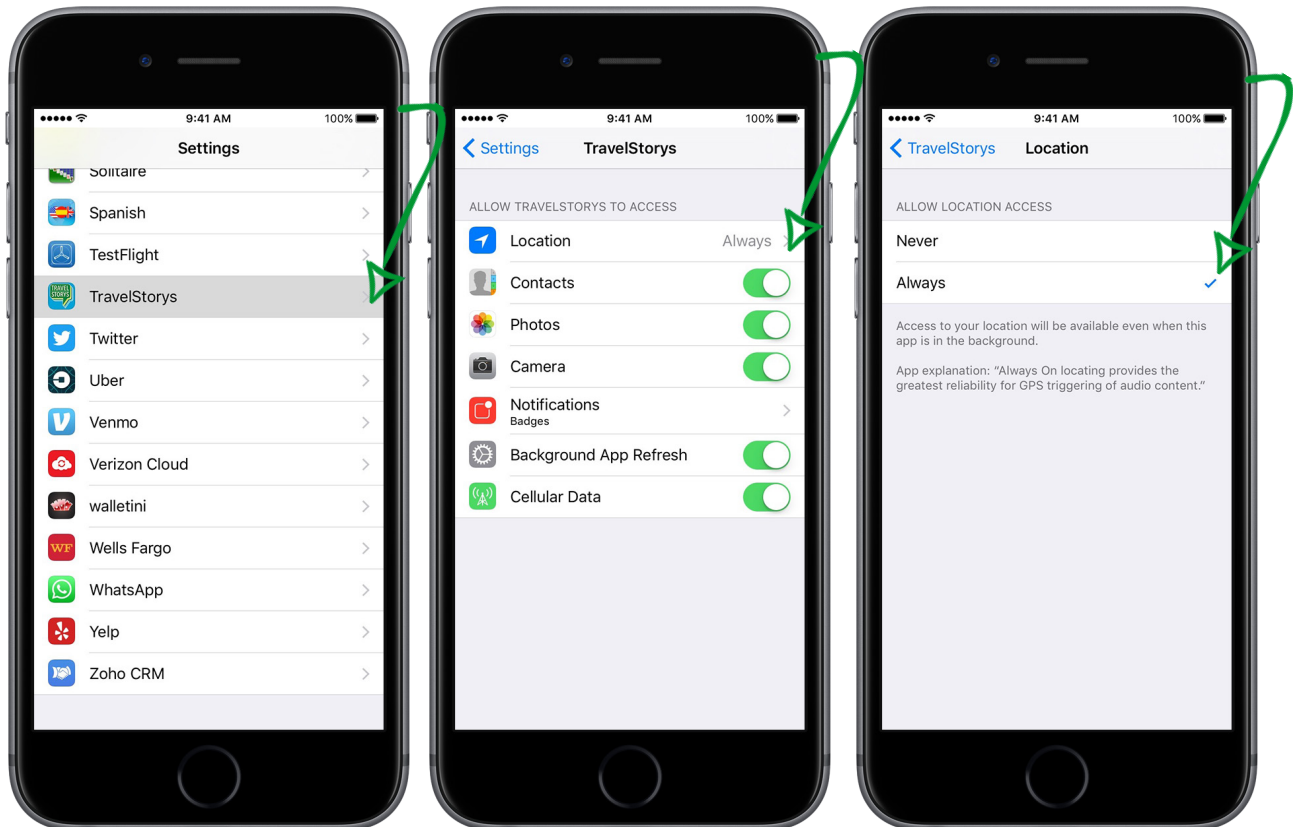 9:41 AM 100%
Settings
Solitaire
Spanish
TestFlight
TRAVEL
STORYS
TravelStorys
Twitter
Uber
Venmo
Verizon Cloud
walletini
WF
Wells Fargo
WhatsApp
Yelp
Zoho CRM
9:41 AM 100%
Settings TravelStorys
ALLOW TRAVELSTORYS TO ACCESS
Location Always
Contacts
Photos
Camera
Notifications
Badges
Background App Refresh
Cellular Data
9:41 AM 100%
TravelStorys Location
ALLOW LOCATION ACCESS
Never
Always
Access to your location will be available even when this
app is in the background.
App explanation: “Always On locating provides the
greatest reliability for GPS triggering of audio content.”